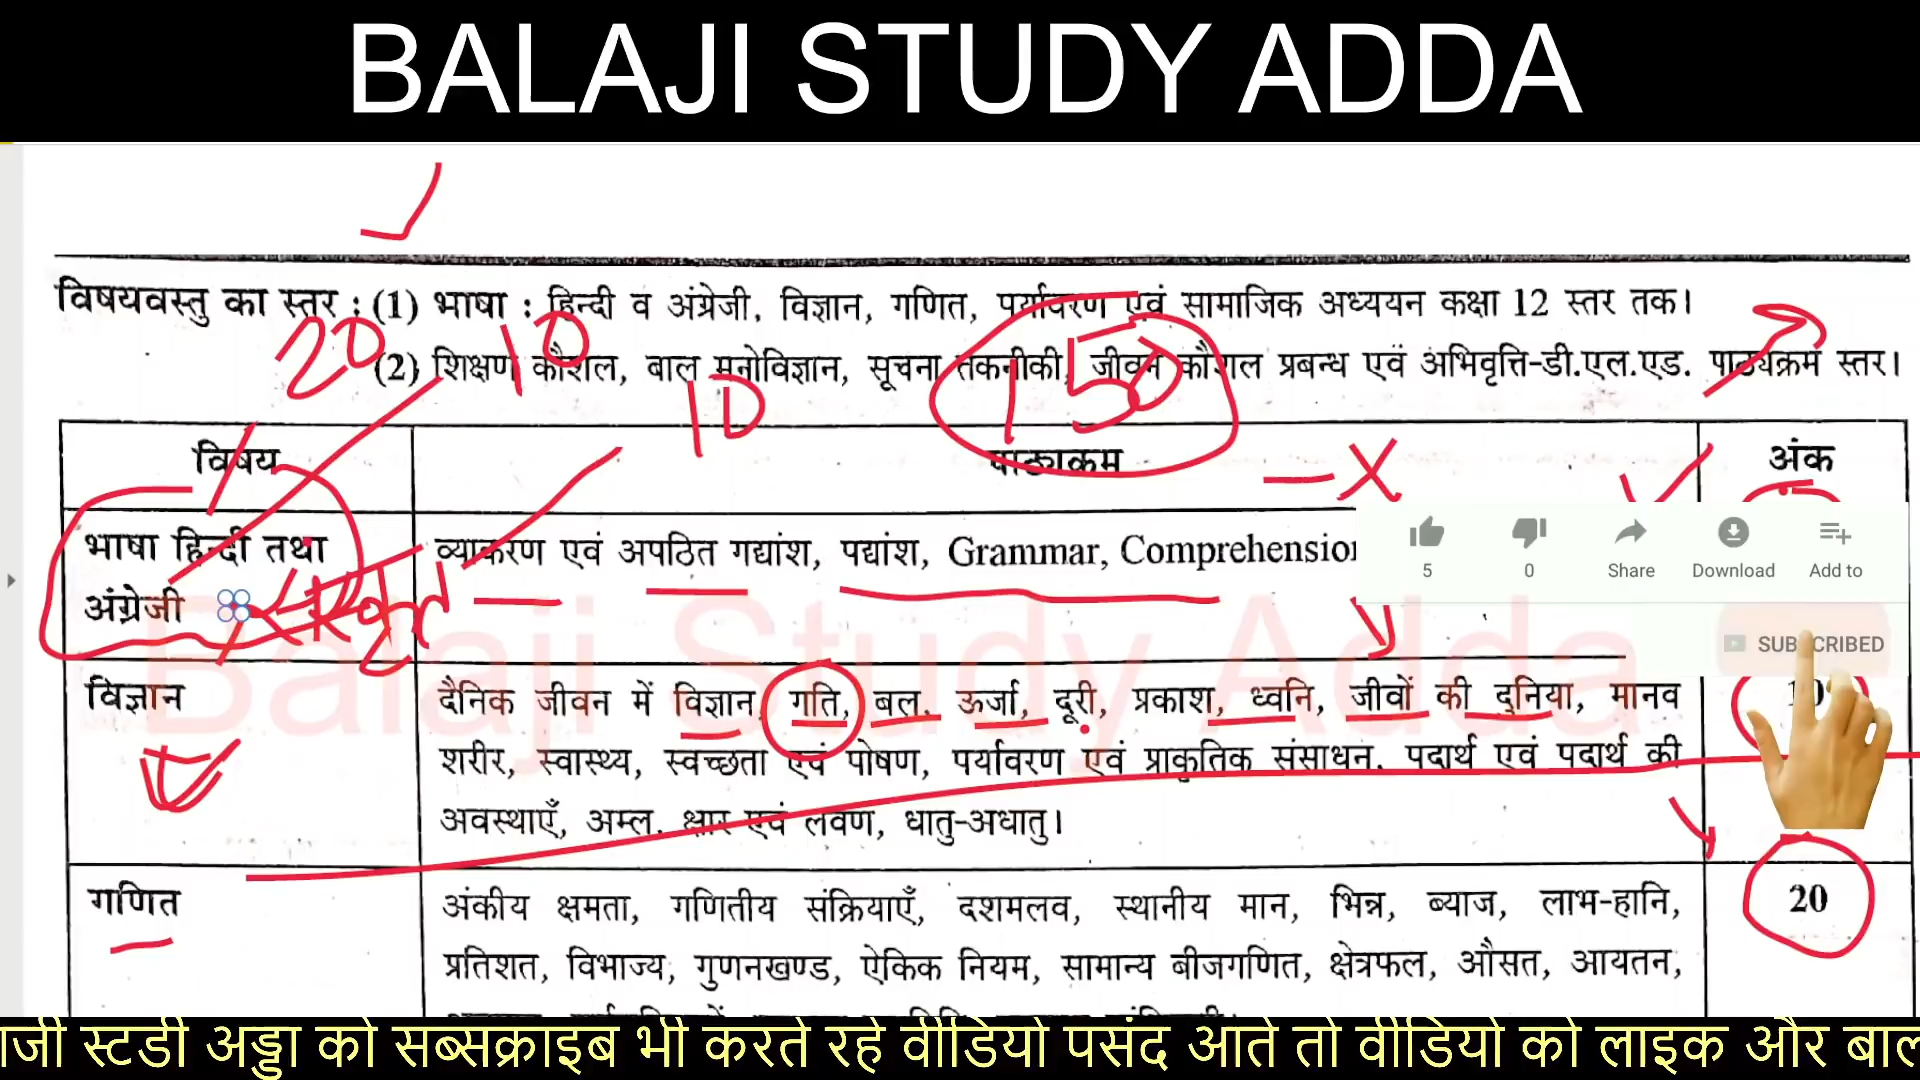 BALAJI STUDY ADDA
विषयवस्तु का स्तर : (1) भाषा : हिन्दी व अंग्रेजी, विज्ञान, गणित, पर्यावरण एवं सामाजिक अध्ययन कक्षा 12 स्तर तक।
(2) शिक्षण कौशल, बाल मनोविज्ञान, सूचना तकनीकी, जीवन कौशल प्रबन्ध एवं अभिवृत्ति-डी.एल.एड. पाठ्यक्रम स्तर।
20
10
10
150
विषय
पाठ्यक्रम
अंक
भाषा हिन्दी तथा
अंग्रेजी
व्याकरण एवं अपठित गद्यांश, पद्यांश, Grammar,
5
0
Share
Download
Add to
SUBSCRIBED
Balaji Study Adda
विज्ञान
दैनिक जीवन में विज्ञान, गति, बल, ऊर्जा, दूरी, प्रकाश, ध्वनि, जीवों की दुनिया, मानव
शरीर, स्वास्थ्य, स्वच्छता एवं पोषण, पर्यावरण एवं प्राकृतिक संसाधन, पदार्थ एवं पदार्थ की
अवस्थाएँ, अम्ल, क्षार एवं लवण, धातु-अधातु।
10
गणित
अंकीय क्षमता, गणितीय संक्रियाएँ, दशमलव, स्थानीय मान, भिन्न, ब्याज, लाभ-हानि,
प्रतिशत, विभाज्य, गुणनखण्ड, ऐकिक नियम, सामान्य बीजगणित, क्षेत्रफल, औसत, आयतन,
20
स्टडी अड्डा को सब्सक्राइब भी करते रहे वीडियो पसंद आते तो वीडियो को लाइक और